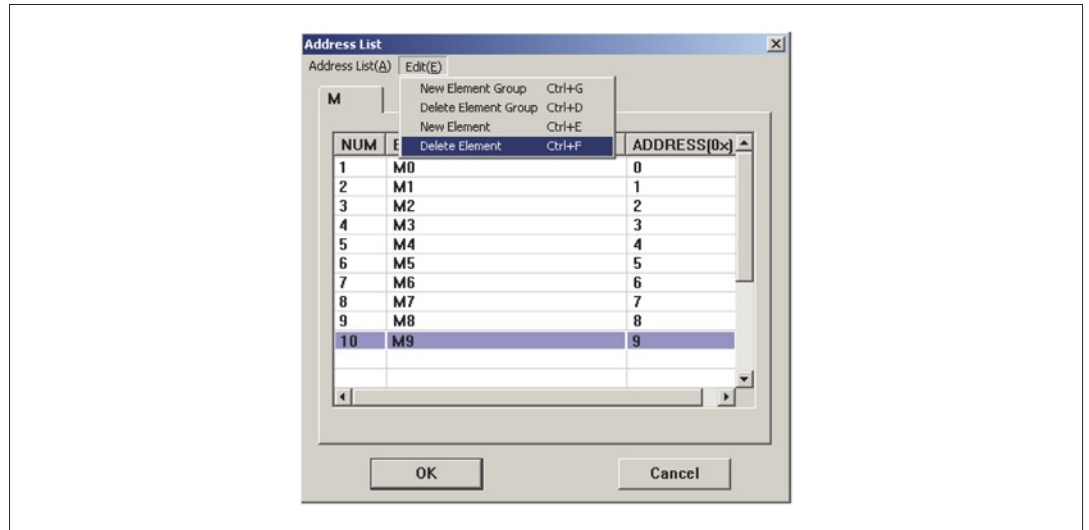 Address List
Address List(A) Edit(E)
New Element Group Ctrl+G
Delete Element Group Ctrl+D
New Element Ctrl+E
Delete Element Ctrl+F
M
NUM E ADDRESS(0x)
1 M0 0
2 M1 1
3 M2 2
4 M3 3
5 M4 4
6 M5 5
7 M6 6
8 M7 7
9 M8 8
10 M9 9
OK Cancel